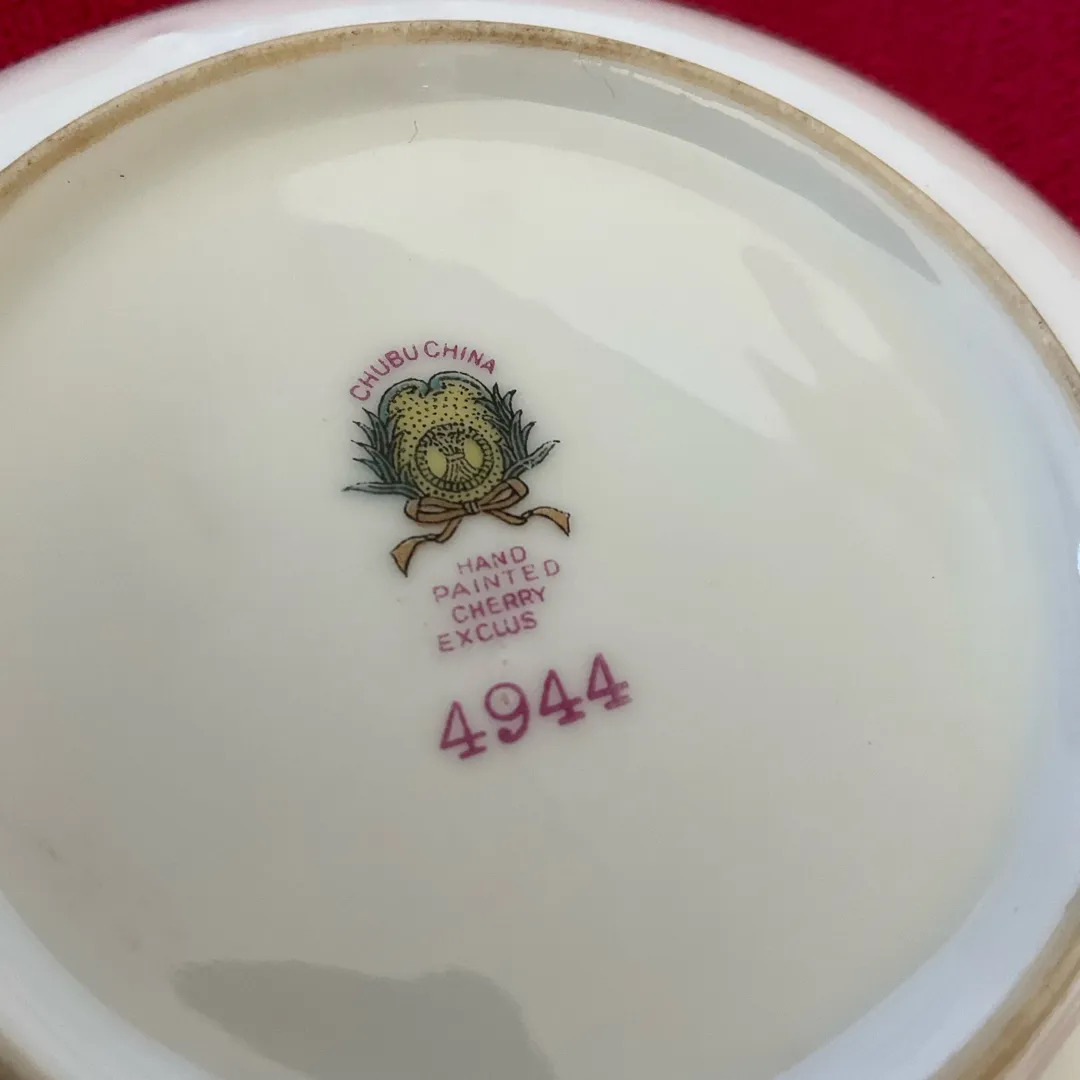 CHUBU CHINA
HAND
PAINTED
CHERRY
EXCLUS
4944